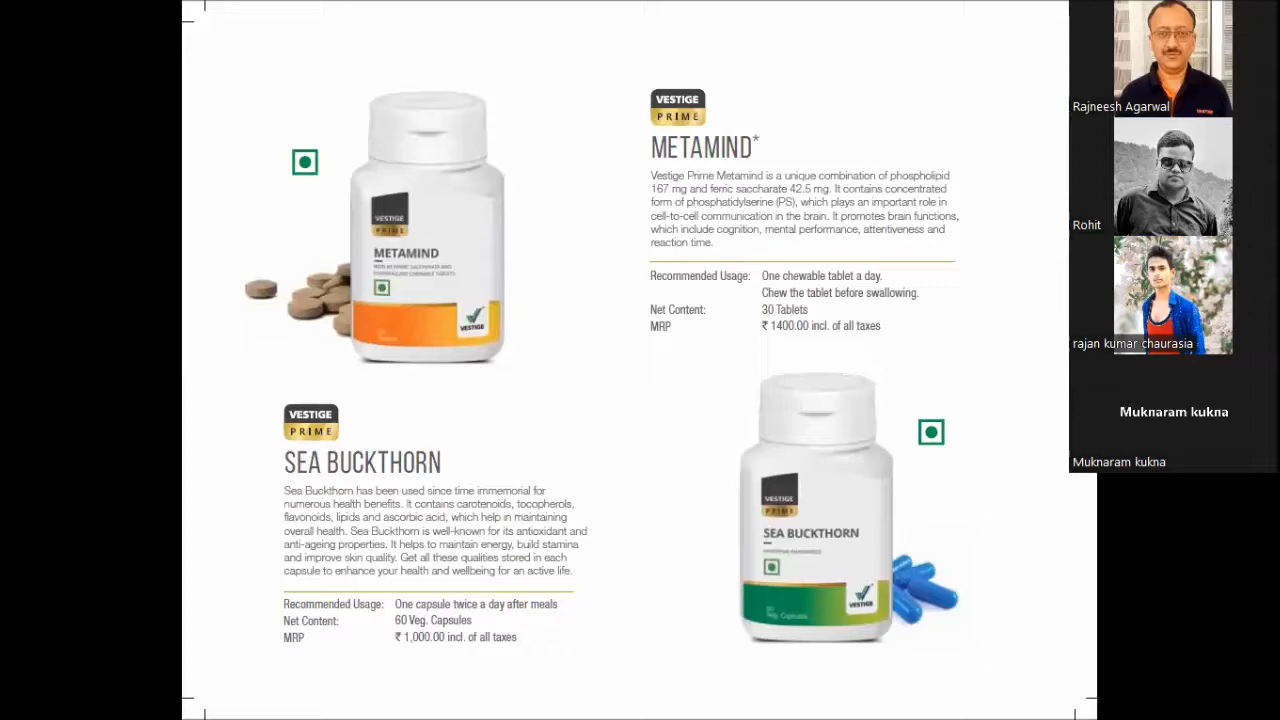 VESTIGE
PRIME
METAMIND*
Vestige Prime Metamind is a unique combination of phospholipid
167 mg and ferric saccharate 42.5 mg. It contains concentrated
form of phosphatidylserine (PS), which plays an important role in
cell-to-cell communication in the brain. It promotes brain functions,
which include cognition, mental performance, attentiveness and
reaction time.
Recommended Usage: One chewable tablet a day.
Chew the tablet before swallowing.
Net Content: 30 Tablets
MRP ₹ 1400.00 incl. of all taxes
VESTIGE
PRIME
METAMIND
VESTIGE
VESTIGE
PRIME
SEA BUCKTHORN
Sea Buckthorn has been used since time immemorial for
numerous health benefits. It contains carotenoids, tocopherols,
flavonoids, lipids and ascorbic acid, which help in maintaining
overall health. Sea Buckthorn is well-known for its antioxidant and
anti-ageing properties. It helps to maintain energy, build stamina
and improve skin quality. Get all these qualities stored in each
capsule to enhance your health and wellbeing for an active life.
Recommended Usage: One capsule twice a day after meals
Net Content: 60 Veg. Capsules
MRP ₹ 1,000.00 incl. of all taxes
VESTIGE
PRIME
SEA BUCKTHORN
Veg. Capsules
VESTIGE
Rajneesh Agarwal
Rohit
rajan kumar chaurasia
Muknaram kukna
Muknaram kukna